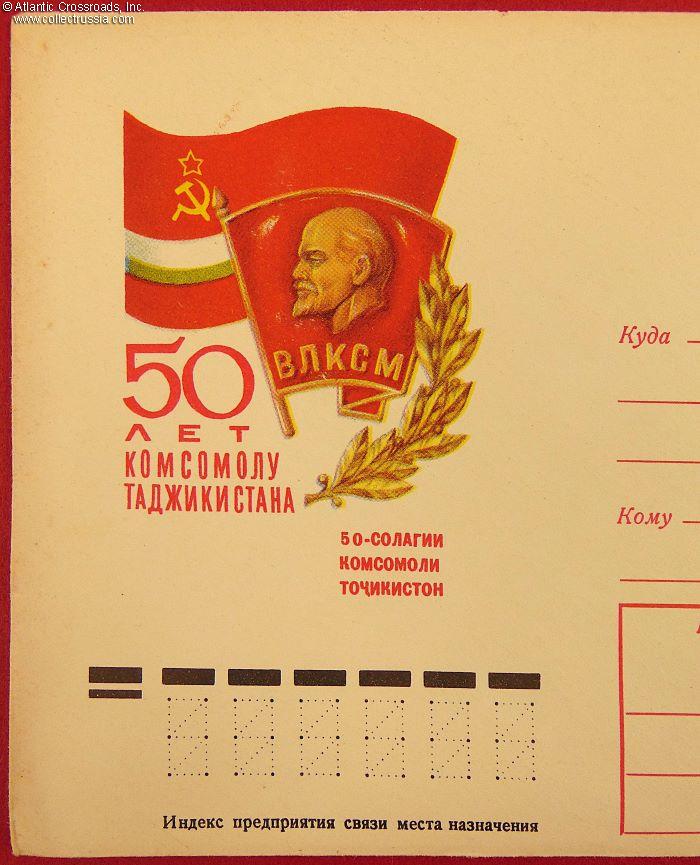 © Atlantic Crossroads, Inc.
www.collectrussia.com
ВЛКСМ
50
ЛЕТ
КОМСОМОЛУ
ТАДЖИКИСТАНА
50-СОЛАГИИ
КОМСОМОЛИ
ТОҶИКИСТОН
Куда
Кому
Индекс предприятия связи места назначения